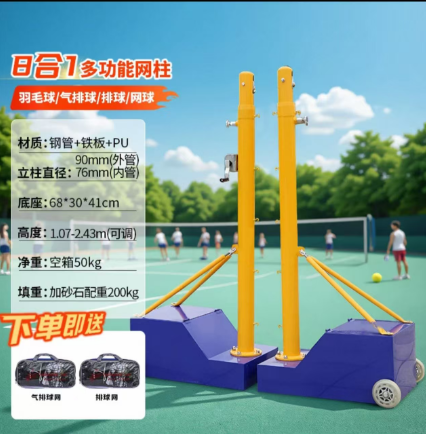 8合1多功能网柱
羽毛球/气排球/排球/网球
材质:钢管+铁板+PU
立柱直径:90mm(外管)
76mm(内管)
底座:68*30*41cm
高度:1.07-2.43m(可调)
净重:空箱50kg
填重:加砂石配重200kg
下单即送
气排球网
排球网